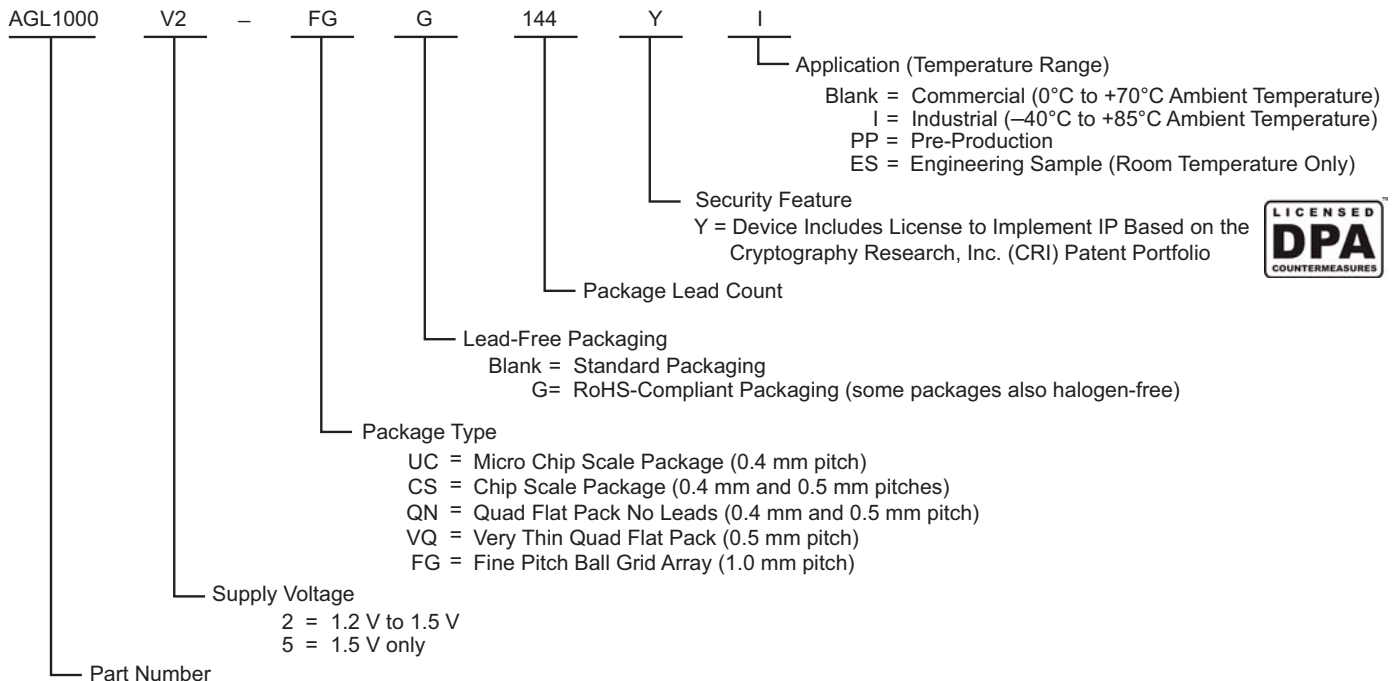 AGL1000 V2 – FG G 144 Y I
Application (Temperature Range)
Blank = Commercial (0°C to +70°C Ambient Temperature)
I = Industrial (–40°C to +85°C Ambient Temperature)
PP = Pre-Production
ES = Engineering Sample (Room Temperature Only)
Security Feature
Y = Device Includes License to Implement IP Based on the
Cryptography Research, Inc. (CRI) Patent Portfolio
LICENSED
DPA
COUNTERMEASURES
™
Package Lead Count
Lead-Free Packaging
Blank = Standard Packaging
G= RoHS-Compliant Packaging (some packages also halogen-free)
Package Type
UC = Micro Chip Scale Package (0.4 mm pitch)
CS = Chip Scale Package (0.4 mm and 0.5 mm pitches)
QN = Quad Flat Pack No Leads (0.4 mm and 0.5 mm pitch)
VQ = Very Thin Quad Flat Pack (0.5 mm pitch)
FG = Fine Pitch Ball Grid Array (1.0 mm pitch)
Supply Voltage
2 = 1.2 V to 1.5 V
5 = 1.5 V only
Part Number